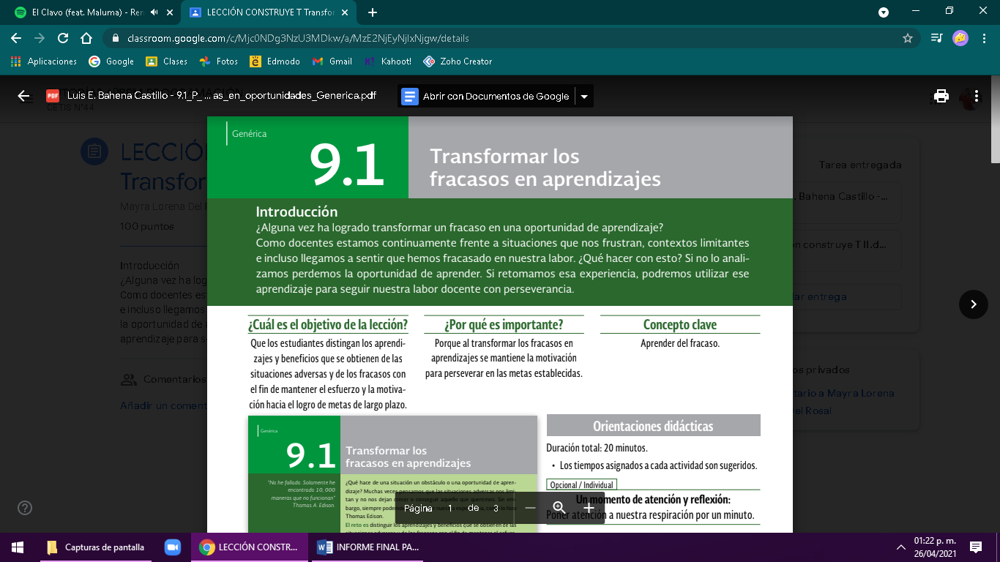 El Clavo (feat. Maluma) - Ren
LECCIÓN CONSTRUYE T Transfor
classroom.google.com/c/Mjc0NDg3NzU3MDkw/a/MzE2NjEyNjIxNjgw/details
Aplicaciones Google Clases Fotos Edmodo Gmail Kahoot! Zoho Creator
PDF Luis E. Bahena Castillo - 9.1_P_ ... as_en_oportunidades_Generica.pdf Abrir con Documentos de Google
CETIS N°44
LECCIÓN
Transfor
Mayra Lorena Del
100 puntos
Introducción
¿Alguna vez ha log
Como docentes est
e incluso llegamos
la oportunidad de a
aprendizaje para s
Comentarios
Añadir un coment
Genérica
9.1
Transformar los
fracasos en aprendizajes
Introducción
¿Alguna vez ha logrado transformar un fracaso en una oportunidad de aprendizaje?
Como docentes estamos continuamente frente a situaciones que nos frustran, contextos limitantes
e incluso llegamos a sentir que hemos fracasado en nuestra labor. ¿Qué hacer con esto? Si no lo anali-
zamos perdemos la oportunidad de aprender. Si retomamos esa experiencia, podremos utilizar ese
aprendizaje para seguir nuestra labor docente con perseverancia.
¿Cuál es el objetivo de la lección?
Que los estudiantes distingan los aprendi-
zajes y beneficios que se obtienen de las
situaciones adversas y de los fracasos con
el fin de mantener el esfuerzo y la motiva-
ción hacia el logro de metas de largo plazo.
¿Por qué es importante?
Porque al transformar los fracasos en
aprendizajes se mantiene la motivación
para perseverar en las metas establecidas.
Concepto clave
Aprender del fracaso.
Genérica
9.1
Transformar los
fracasos en aprendizajes
"No he fallado. Solamente he
encontrado 10, 000
maneras que no funcionan"
Thomas A. Edison.
¿Qué hace de una situación un obstáculo o una oportunidad de apren-
dizaje? Muchas veces pensamos que las situaciones adversas nos limi-
tan y no nos dejan crecer o conseguir aquello que queremos. Sin em-
bargo, siempre podemos nuestra experiencia, como lo hizo
Thomas Edison.
El reto es distinguir los aprendizajes y beneficios que se obtienen de las
Orientaciones didácticas
Duración total: 20 minutos.
• Los tiempos asignados a cada actividad son sugeridos.
Opcional / Individual
Un momento de atención y reflexión:
Poner atención a nuestra respiración por un minuto.
Página 1 de 3
Tarea entregada
. Bahena Castillo -...
n construye T II.d...
ar entrega
os privados
tario a Mayra Lorena
el Rosal
Capturas de pantalla
LECCIÓN CONSTR...
INFORME FINAL PA...
01:22 p. m.
26/04/2021